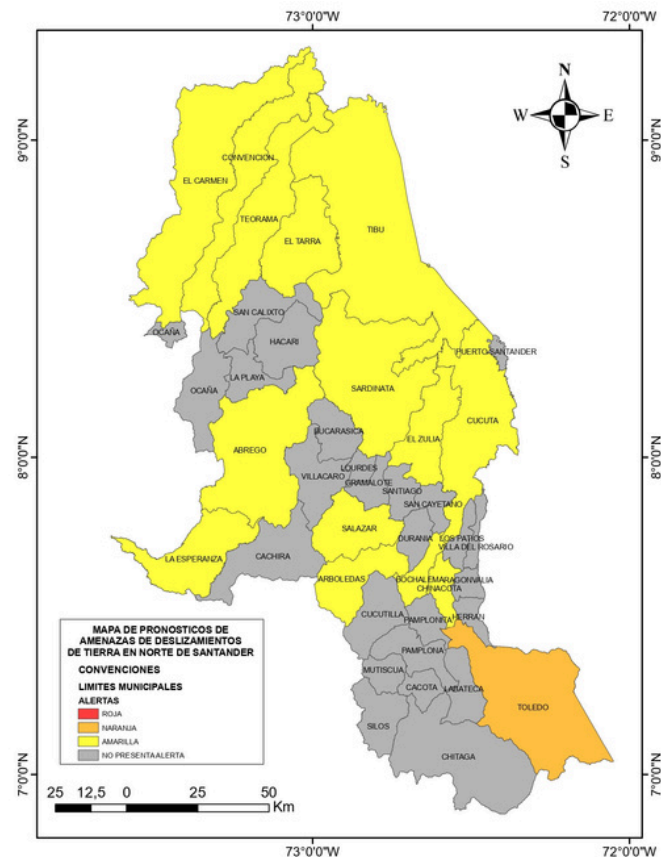 73°0'0"W
72°0'0"W
N
W
E
S
9°0'0"N
9°0'0"N
CONVENCION
EL CARMEN
TEORAMA
TIBU
EL TARRA
SAN CALIXTO
OCAÑA
HACARI
PUERTO SANTANDER
LA PLAYA
OCAÑA
SARDINATA
CUCUTA
EL ZULIA
BUCARASICA
ABREGO
8°0'0"N
8°0'0"N
LOURDES
VILLACARO
GRAMALOTE
SANTIAGO
SAN CAYETANO
SALAZAR
DURANIA
LOS PATIOS
VILLA DEL ROSARIO
LA ESPERANZA
CACHIRA
ARBOLEDAS
BOCHALEMA
RAGONVALIA
CHINACOTA
CUCUTILLA
PAMPLONITA
HERRAN
PAMPLONA
MUTISCUA
CACOTA
LABATECA
TOLEDO
SILOS
CHITAGA
7°0'0"N
7°0'0"N
MAPA DE PRONOSTICOS DE
AMENAZAS DE DESLIZAMIENTOS
DE TIERRA EN NORTE DE SANTANDER
CONVENCIONES
LIMITES MUNICIPALES
ALERTAS
ROJA
NARANJA
AMARILLA
NO PRESENTA ALERTA
25 12,5 0 25 50
Km
73°0'0"W
72°0'0"W